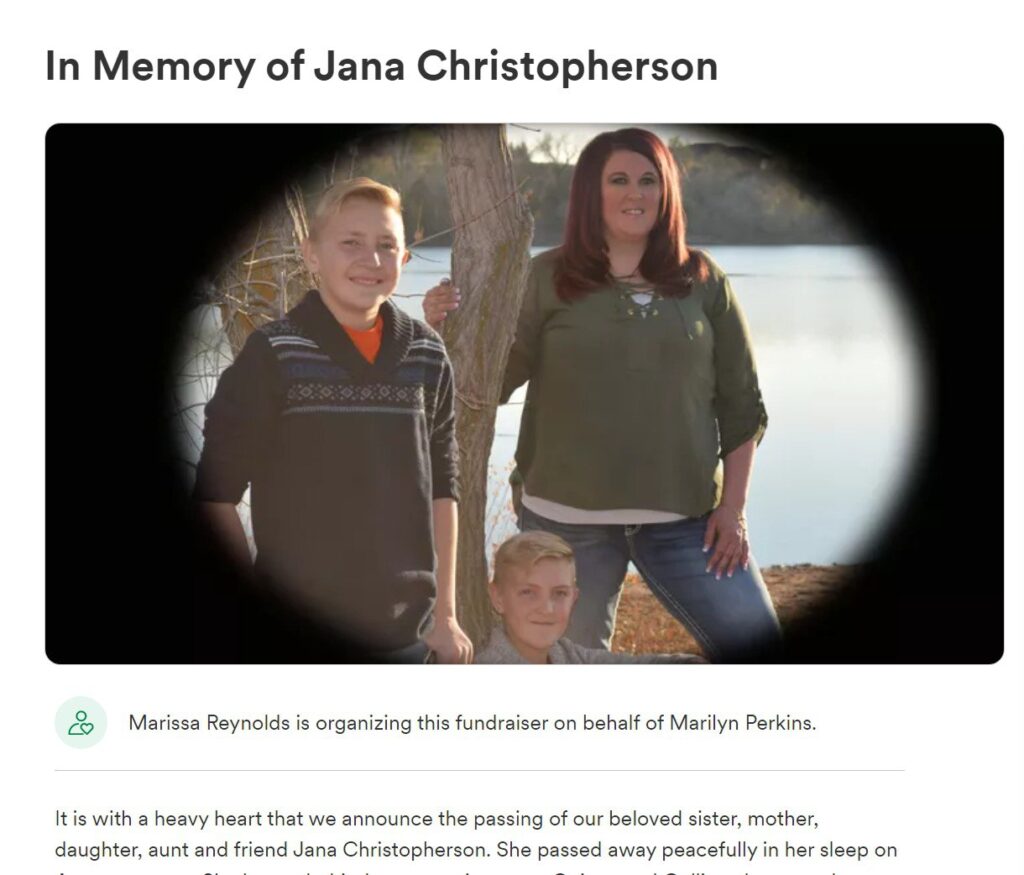 In Memory of Jana Christopherson
Marissa Reynolds is organizing this fundraiser on behalf of Marilyn Perkins.
It is with a heavy heart that we announce the passing of our beloved sister, mother,
daughter, aunt and friend Jana Christopherson. She passed away peacefully in her sleep on